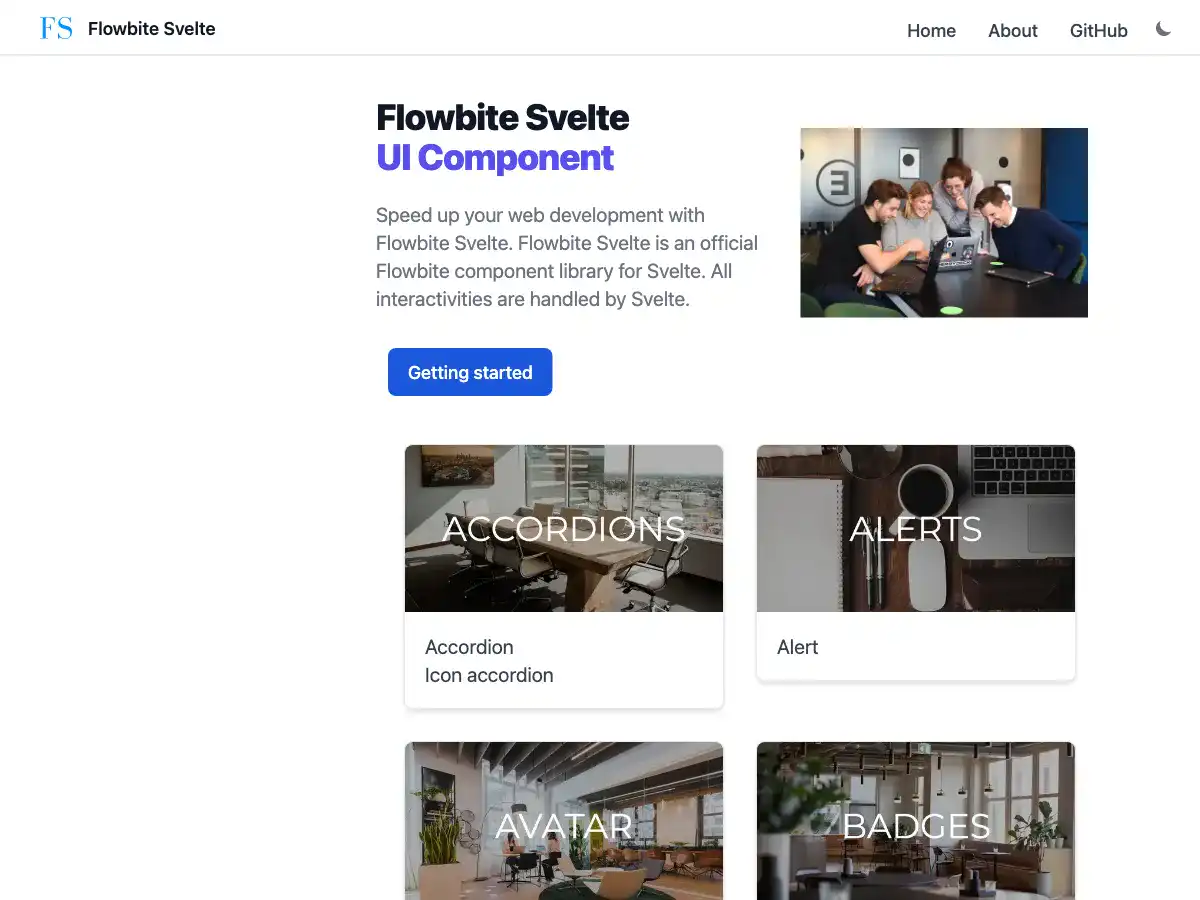 FS Flowbite Svelte
Home About GitHub
Flowbite Svelte
UI Component
Speed up your web development with
Flowbite Svelte. Flowbite Svelte is an official
Flowbite component library for Svelte. All
interactivities are handled by Svelte.
Getting started
ACCORDIONS
ALERTS
Accordion
Icon accordion
Alert
AVATAR
BADGES